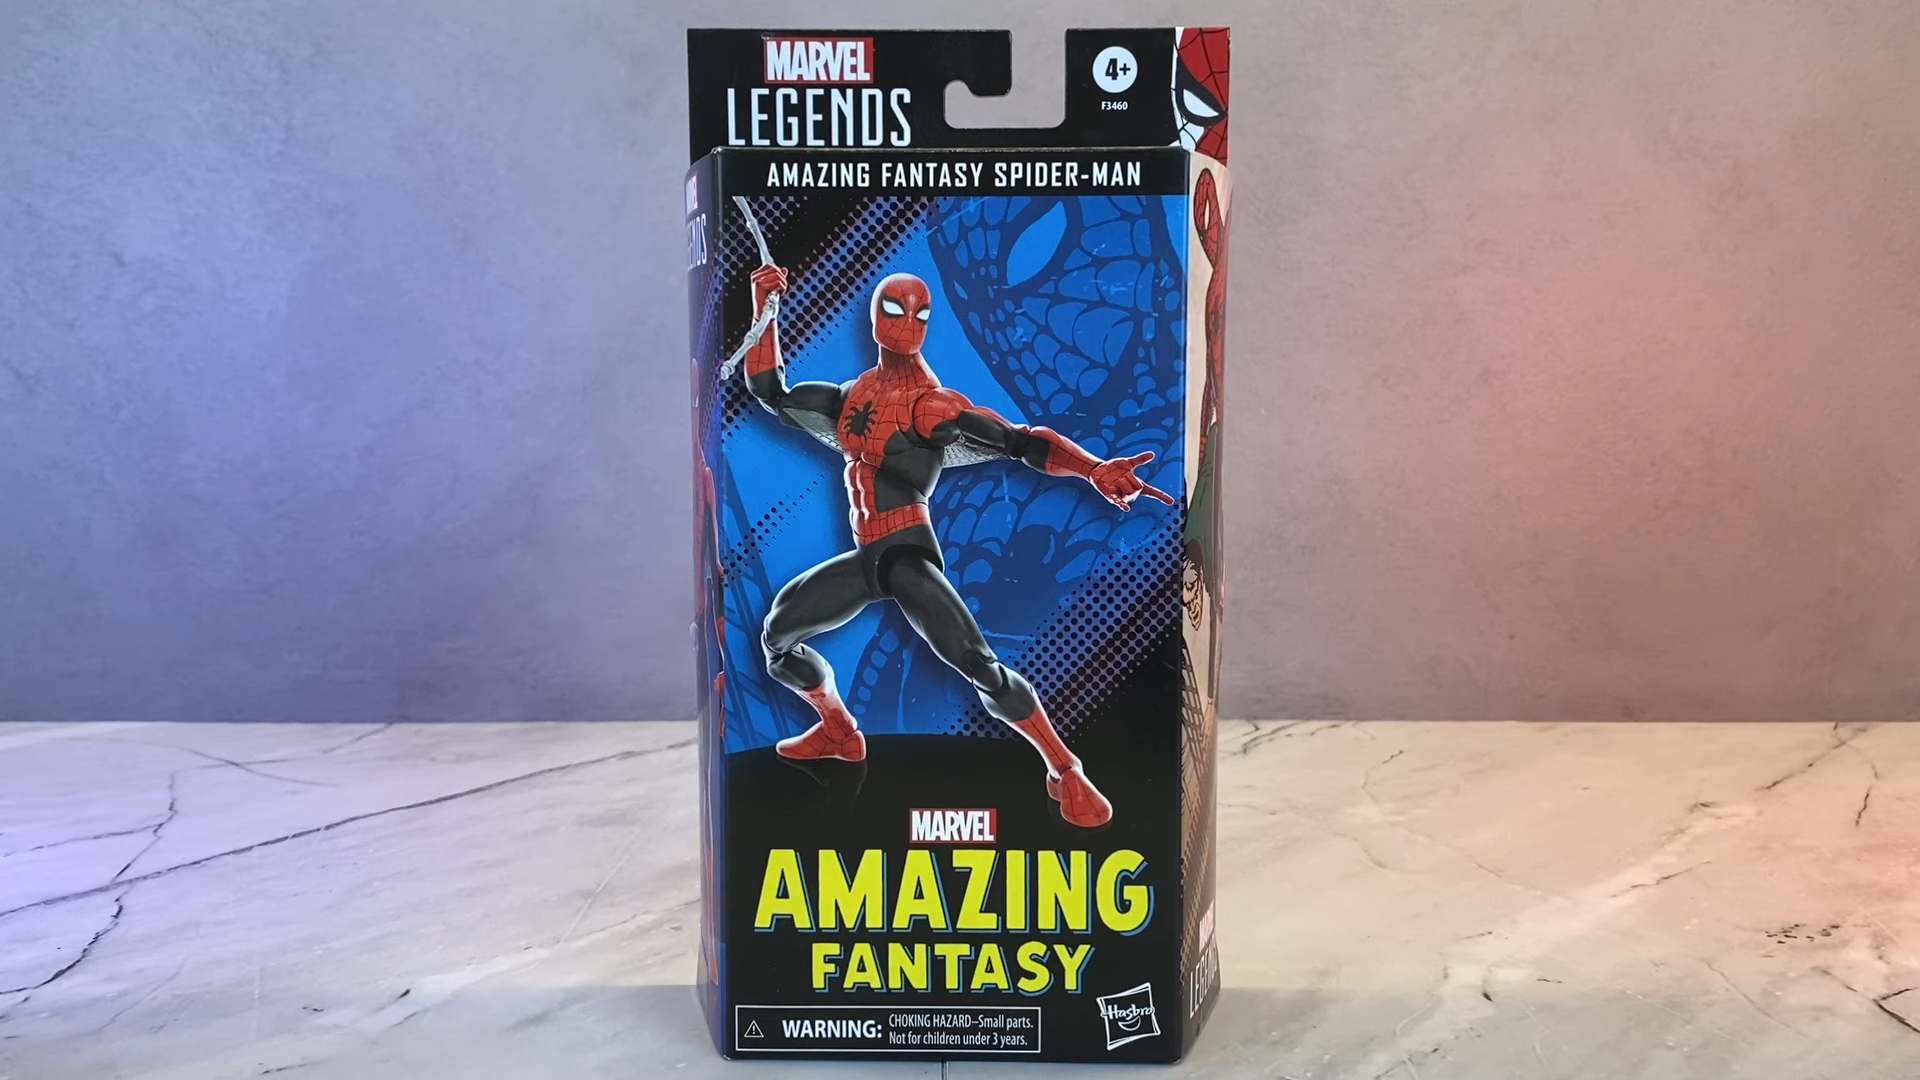 MARVEL
LEGENDS
4+
F3460
AMAZING FANTASY SPIDER-MAN
MARVEL
AMAZING
FANTASY
WARNING: CHOKING HAZARD–Small parts.
Not for children under 3 years.
Hasbro